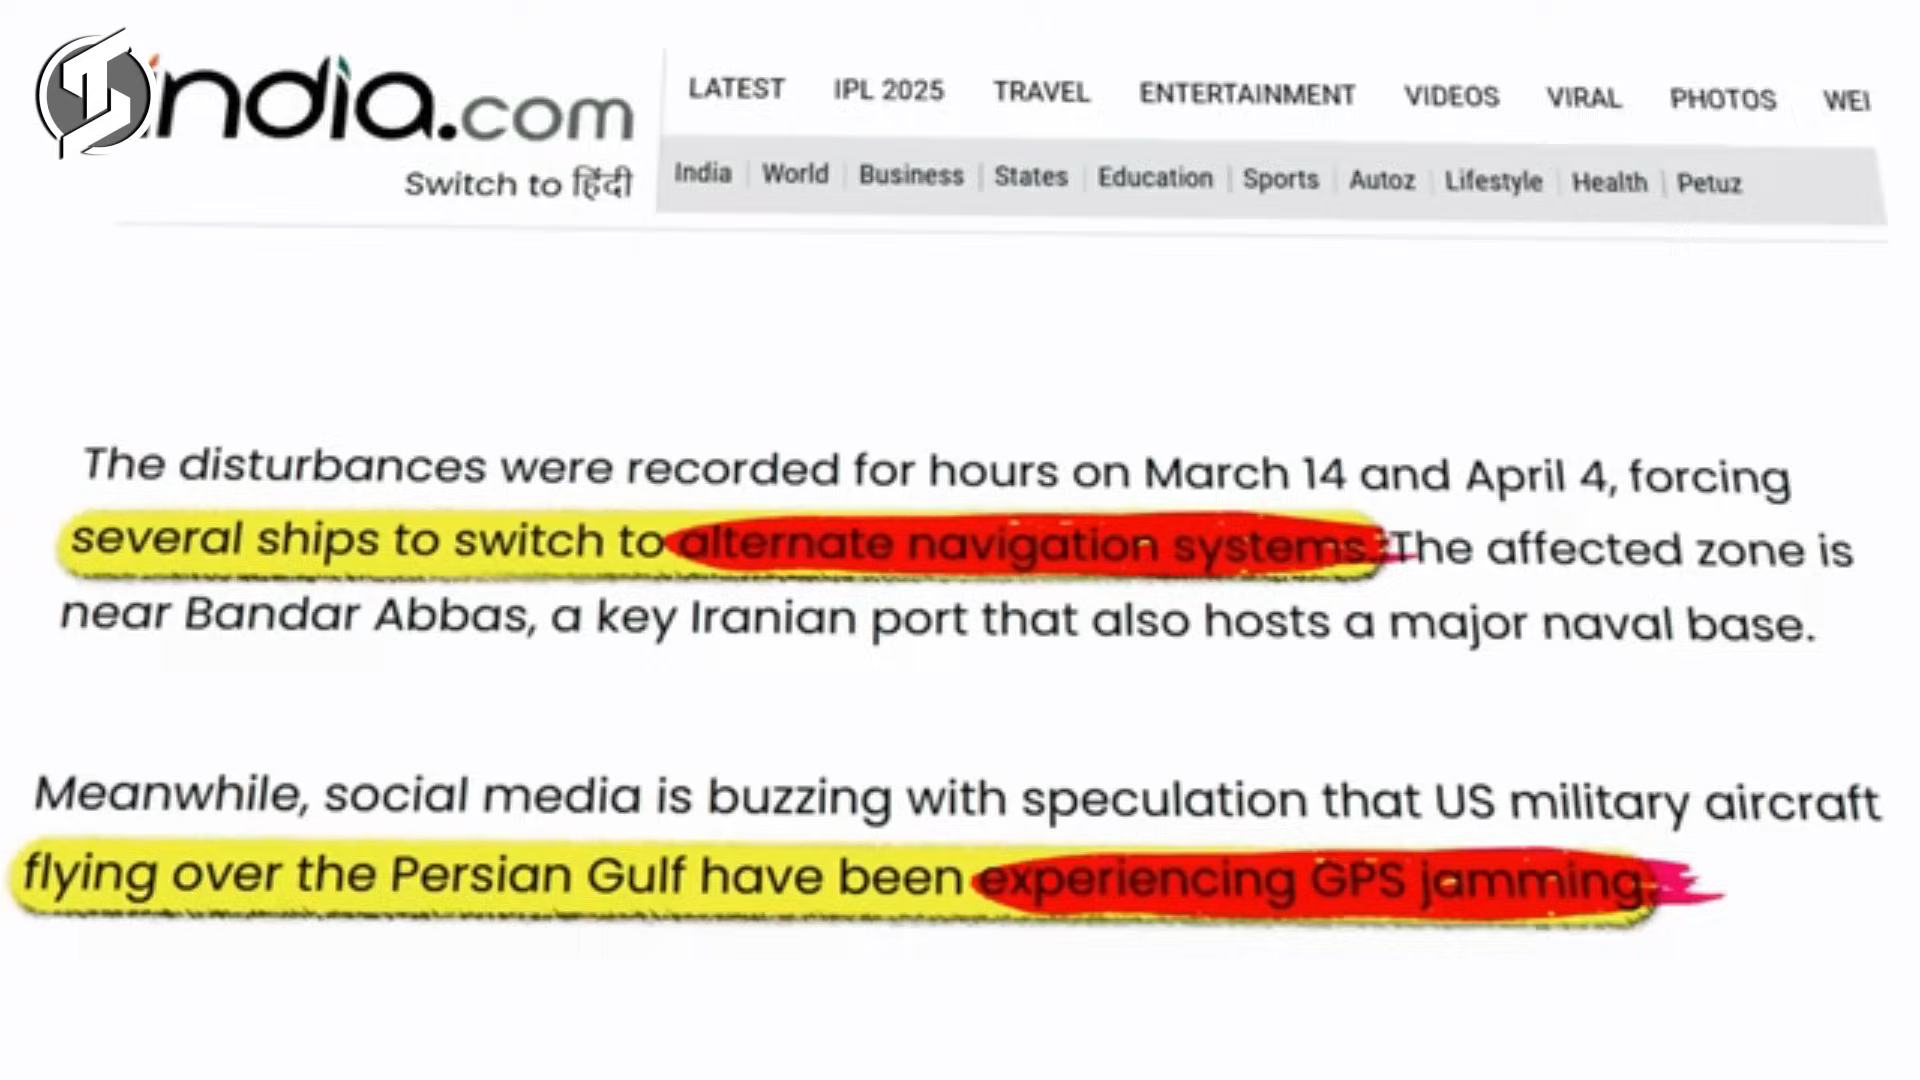 india.com
Switch to हिंदी
LATEST IPL 2025 TRAVEL ENTERTAINMENT VIDEOS VIRAL PHOTOS WEI
India World Business States Education Sports Autoz Lifestyle Health Petuz
The disturbances were recorded for hours on March 14 and April 4, forcing
several ships to switch to alternate navigation systems. The affected zone is
near Bandar Abbas, a key Iranian port that also hosts a major naval base.
Meanwhile, social media is buzzing with speculation that US military aircraft
flying over the Persian Gulf have been experiencing GPS jamming.